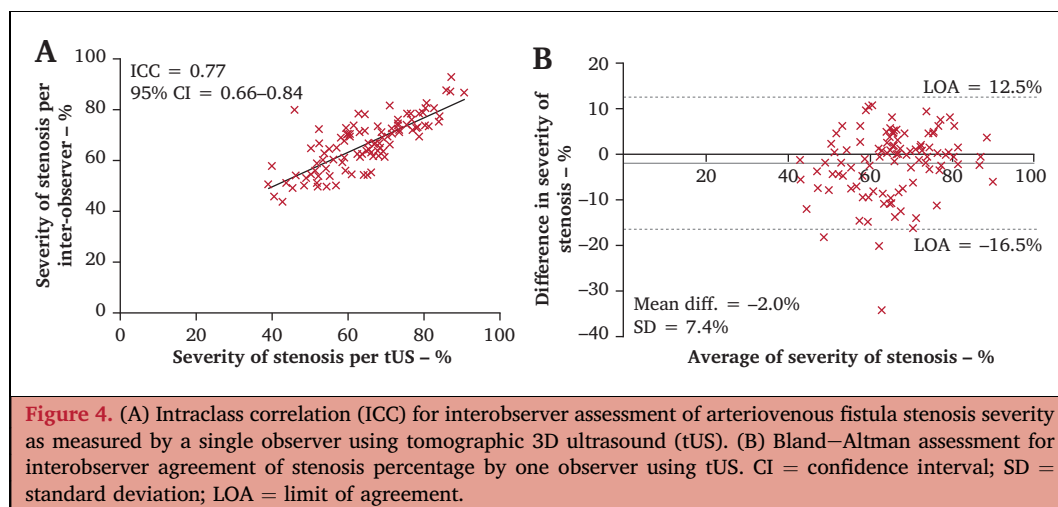 A
ICC = 0.77
95% CI = 0.66–0.84
Severity of stenosis per
inter-observer – %
100
80
60
40
20
0
0 20 40 60 80 100
Severity of stenosis per tUS – %
B
Difference in severity of
stenosis – %
20
10
0
–10
–20
–30
–40
LOA = 12.5%
20 40 60 80 100
LOA = –16.5%
Mean diff. = –2.0%
SD = 7.4%
Average of severity of stenosis – %
Figure 4. (A) Intraclass correlation (ICC) for interobserver assessment of arteriovenous fistula stenosis severity
as measured by a single observer using tomographic 3D ultrasound (tUS). (B) Bland–Altman assessment for
interobserver agreement of stenosis percentage by one observer using tUS. CI = confidence interval; SD =
standard deviation; LOA = limit of agreement.